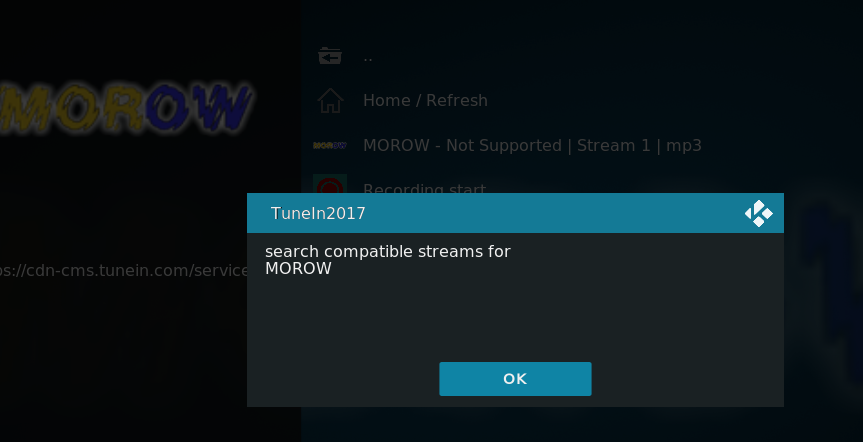 MOROW
..
Home / Refresh
MOROW
MOROW - Not Supported | Stream 1 | mp3
Recording start
TuneIn2017
ps://cdn-cms.tunein.com/service
search compatible streams for
MOROW
OK